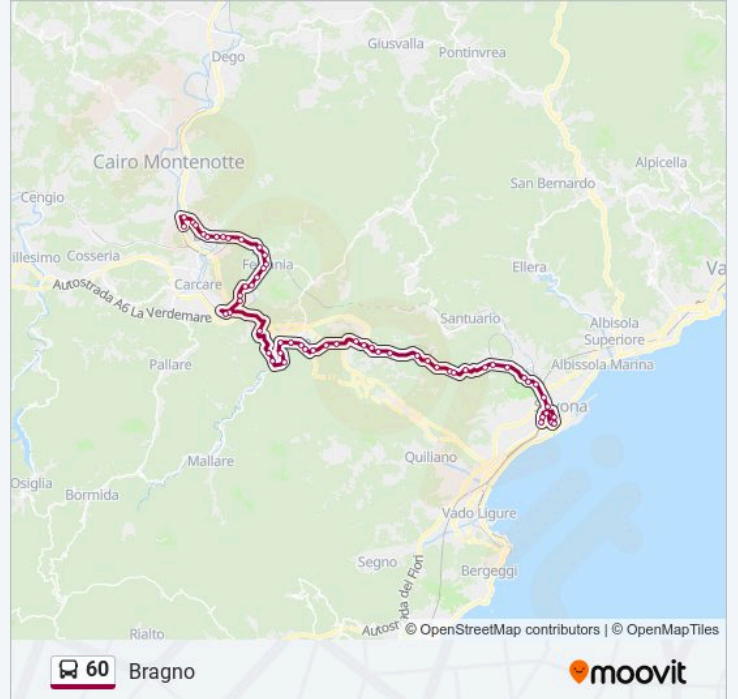 Giusvalla
Pontinvrea
Dego
Cairo Montenotte
Alpicella
San Bernardo
Cengio
illesimo
Cosseria
Ellera
Va
Carcare
Autostrada A6 La Verdemare
Santuario
Albisola
Superiore
Pallare
Albissola Marina
Mallare
Quiliano
Osiglia
Bormida
Vado Ligure
Segno
Bergeggi
Rialto
© OpenStreetMap contributors | © OpenMapTiles
60 Bragno
moovit